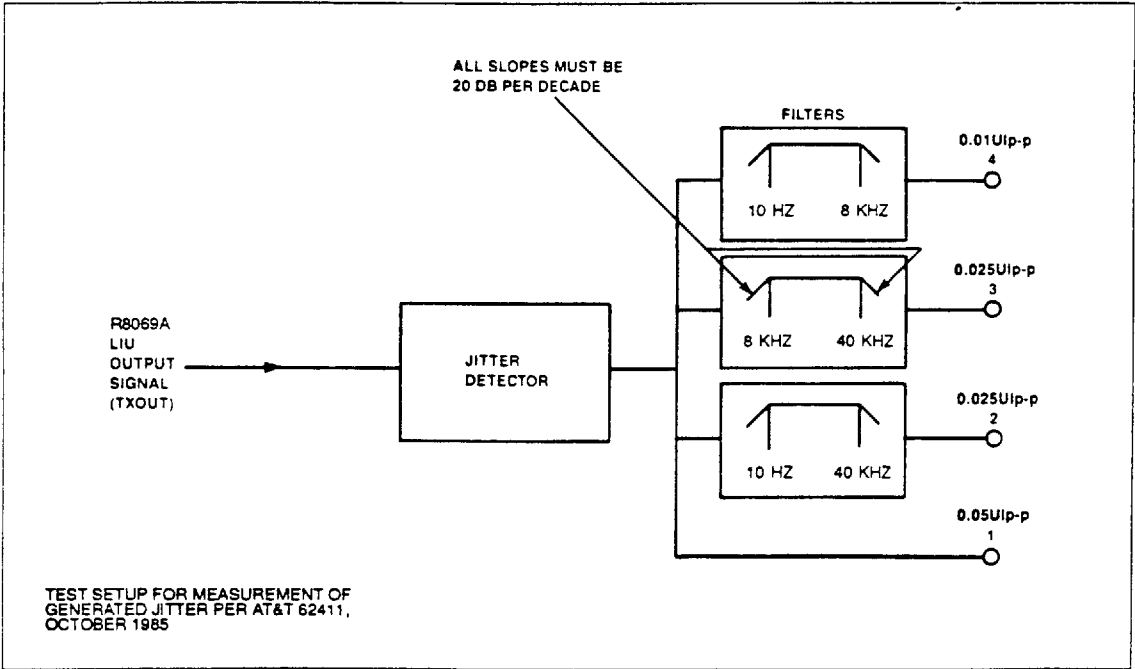 ALL SLOPES MUST BE
20 DB PER DECADE
FILTERS
0.01UIp-p
4
10 HZ 8 KHZ
0.025UIp-p
3
8 KHZ 40 KHZ
R8069A
LIU
OUTPUT
SIGNAL
(TXOUT)
JITTER
DETECTOR
0.025UIp-p
2
10 HZ 40 KHZ
0.05UIp-p
1
TEST SETUP FOR MEASUREMENT OF
GENERATED JITTER PER AT&T 62411,
OCTOBER 1985